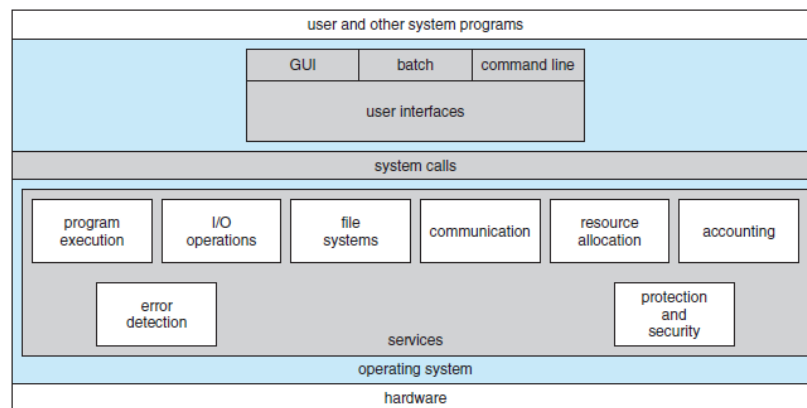 user and other system programs
GUI
batch
command line
user interfaces
system calls
program
execution
I/O
operations
file
systems
communication
resource
allocation
accounting
error
detection
protection
and
security
services
operating system
hardware